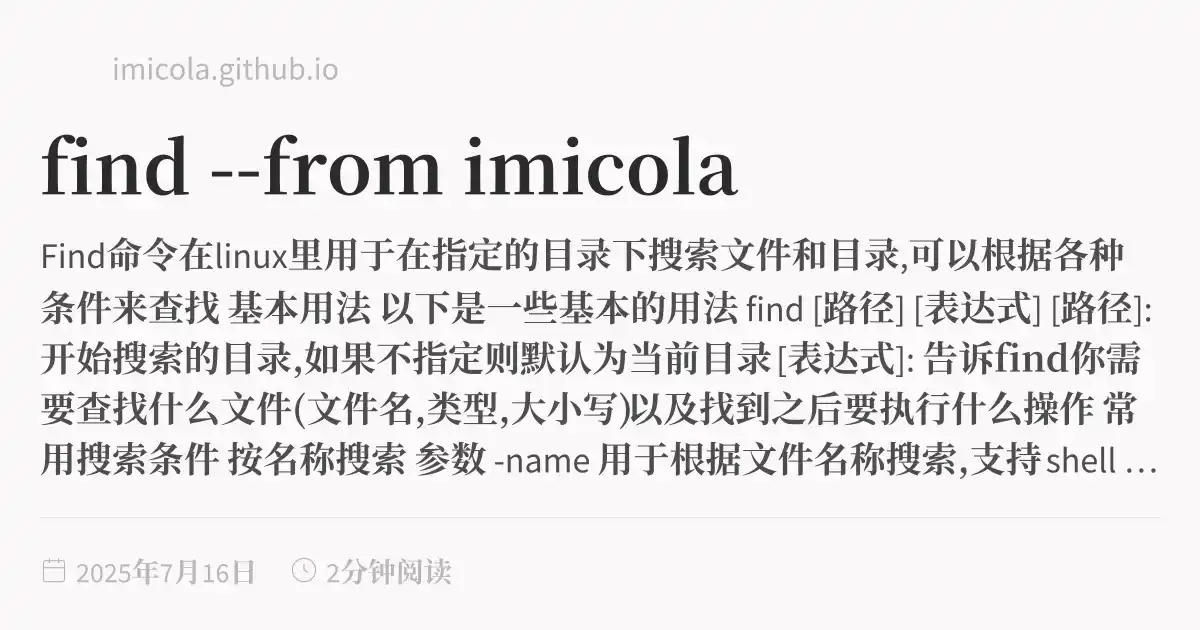 imicola.github.io
find --from imicola
Find命令在linux里用于在指定的目录下搜索文件和目录,可以根据各种
条件来查找 基本用法 以下是一些基本的用法 find [路径] [表达式] [路径]:
开始搜索的目录,如果不指定则默认为当前目录 [表达式]: 告诉find你需
要查找什么文件(文件名,类型,大小写)以及找到之后要执行什么操作 常
用搜索条件 按名称搜索 参数 -name 用于根据文件名称搜索,支持shell …
2025年7月16日 2分钟阅读